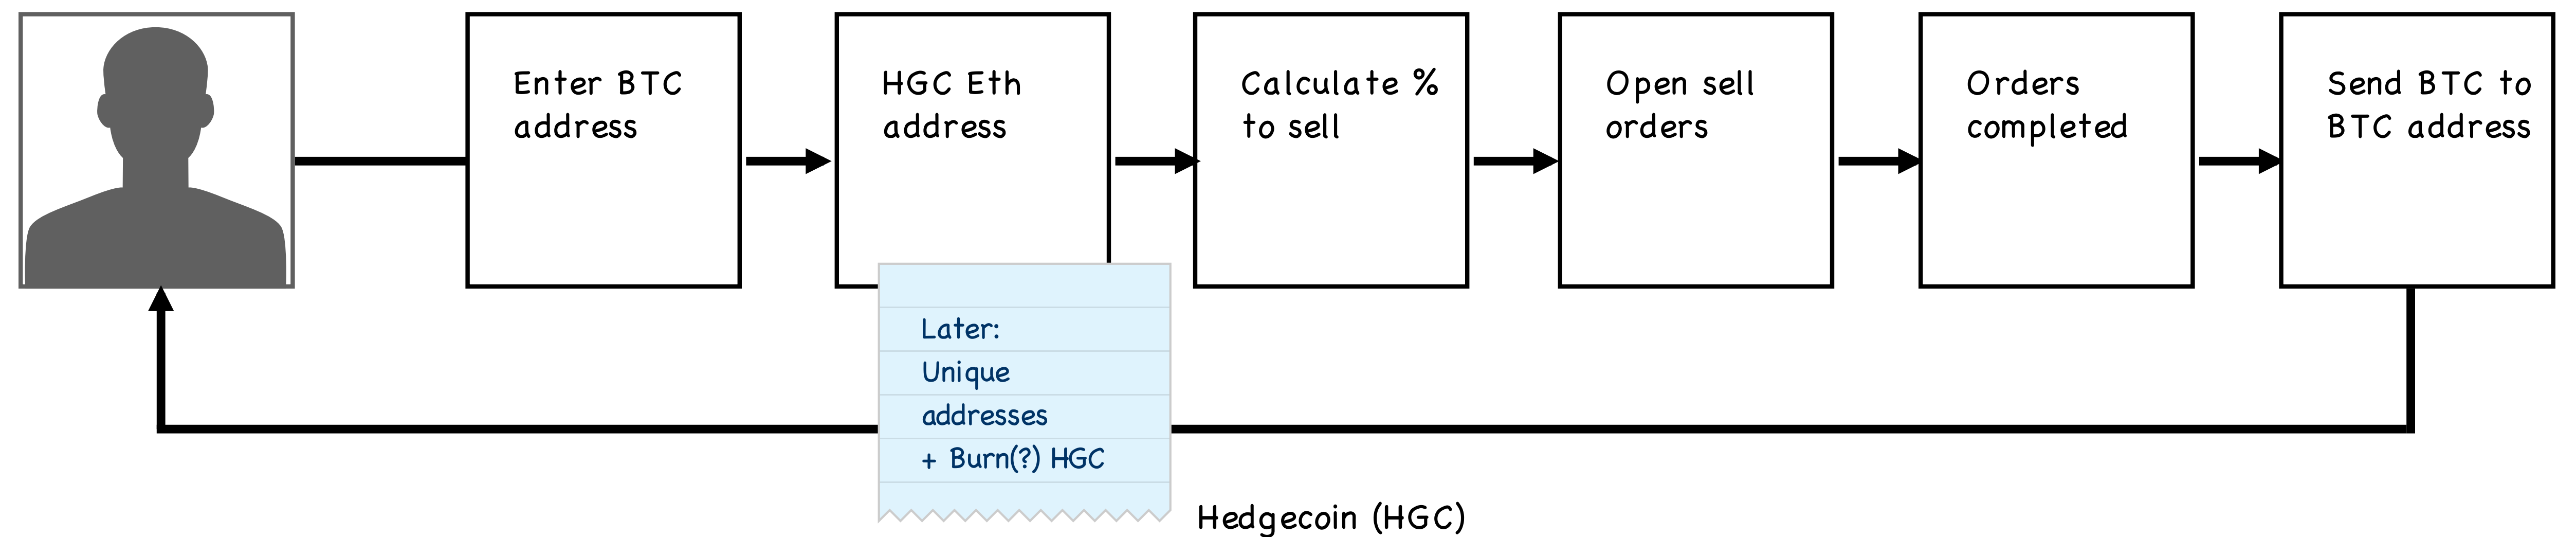 Enter BTC
address
HGC Eth
address
Calculate %
to sell
Open sell
orders
Orders
completed
Send BTC to
BTC address
Later:
Unique
addresses
+ Burn(?) HGC
Hedgecoin (HGC)